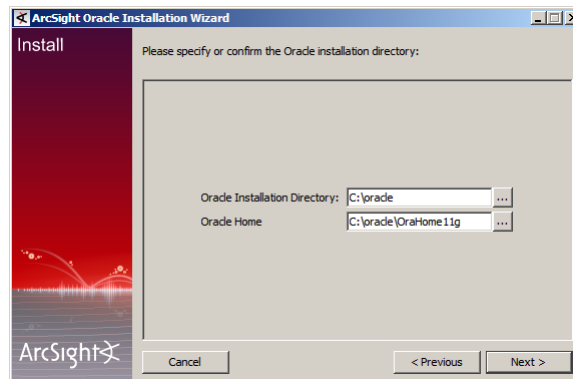 ArcSight Oracle Installation Wizard
Install
Please specify or confirm the Oracle installation directory:
Oracle Installation Directory: C:\oracle ...
Oracle Home C:\oracle\OraHome11g ...
ArcSight
Cancel < Previous Next >